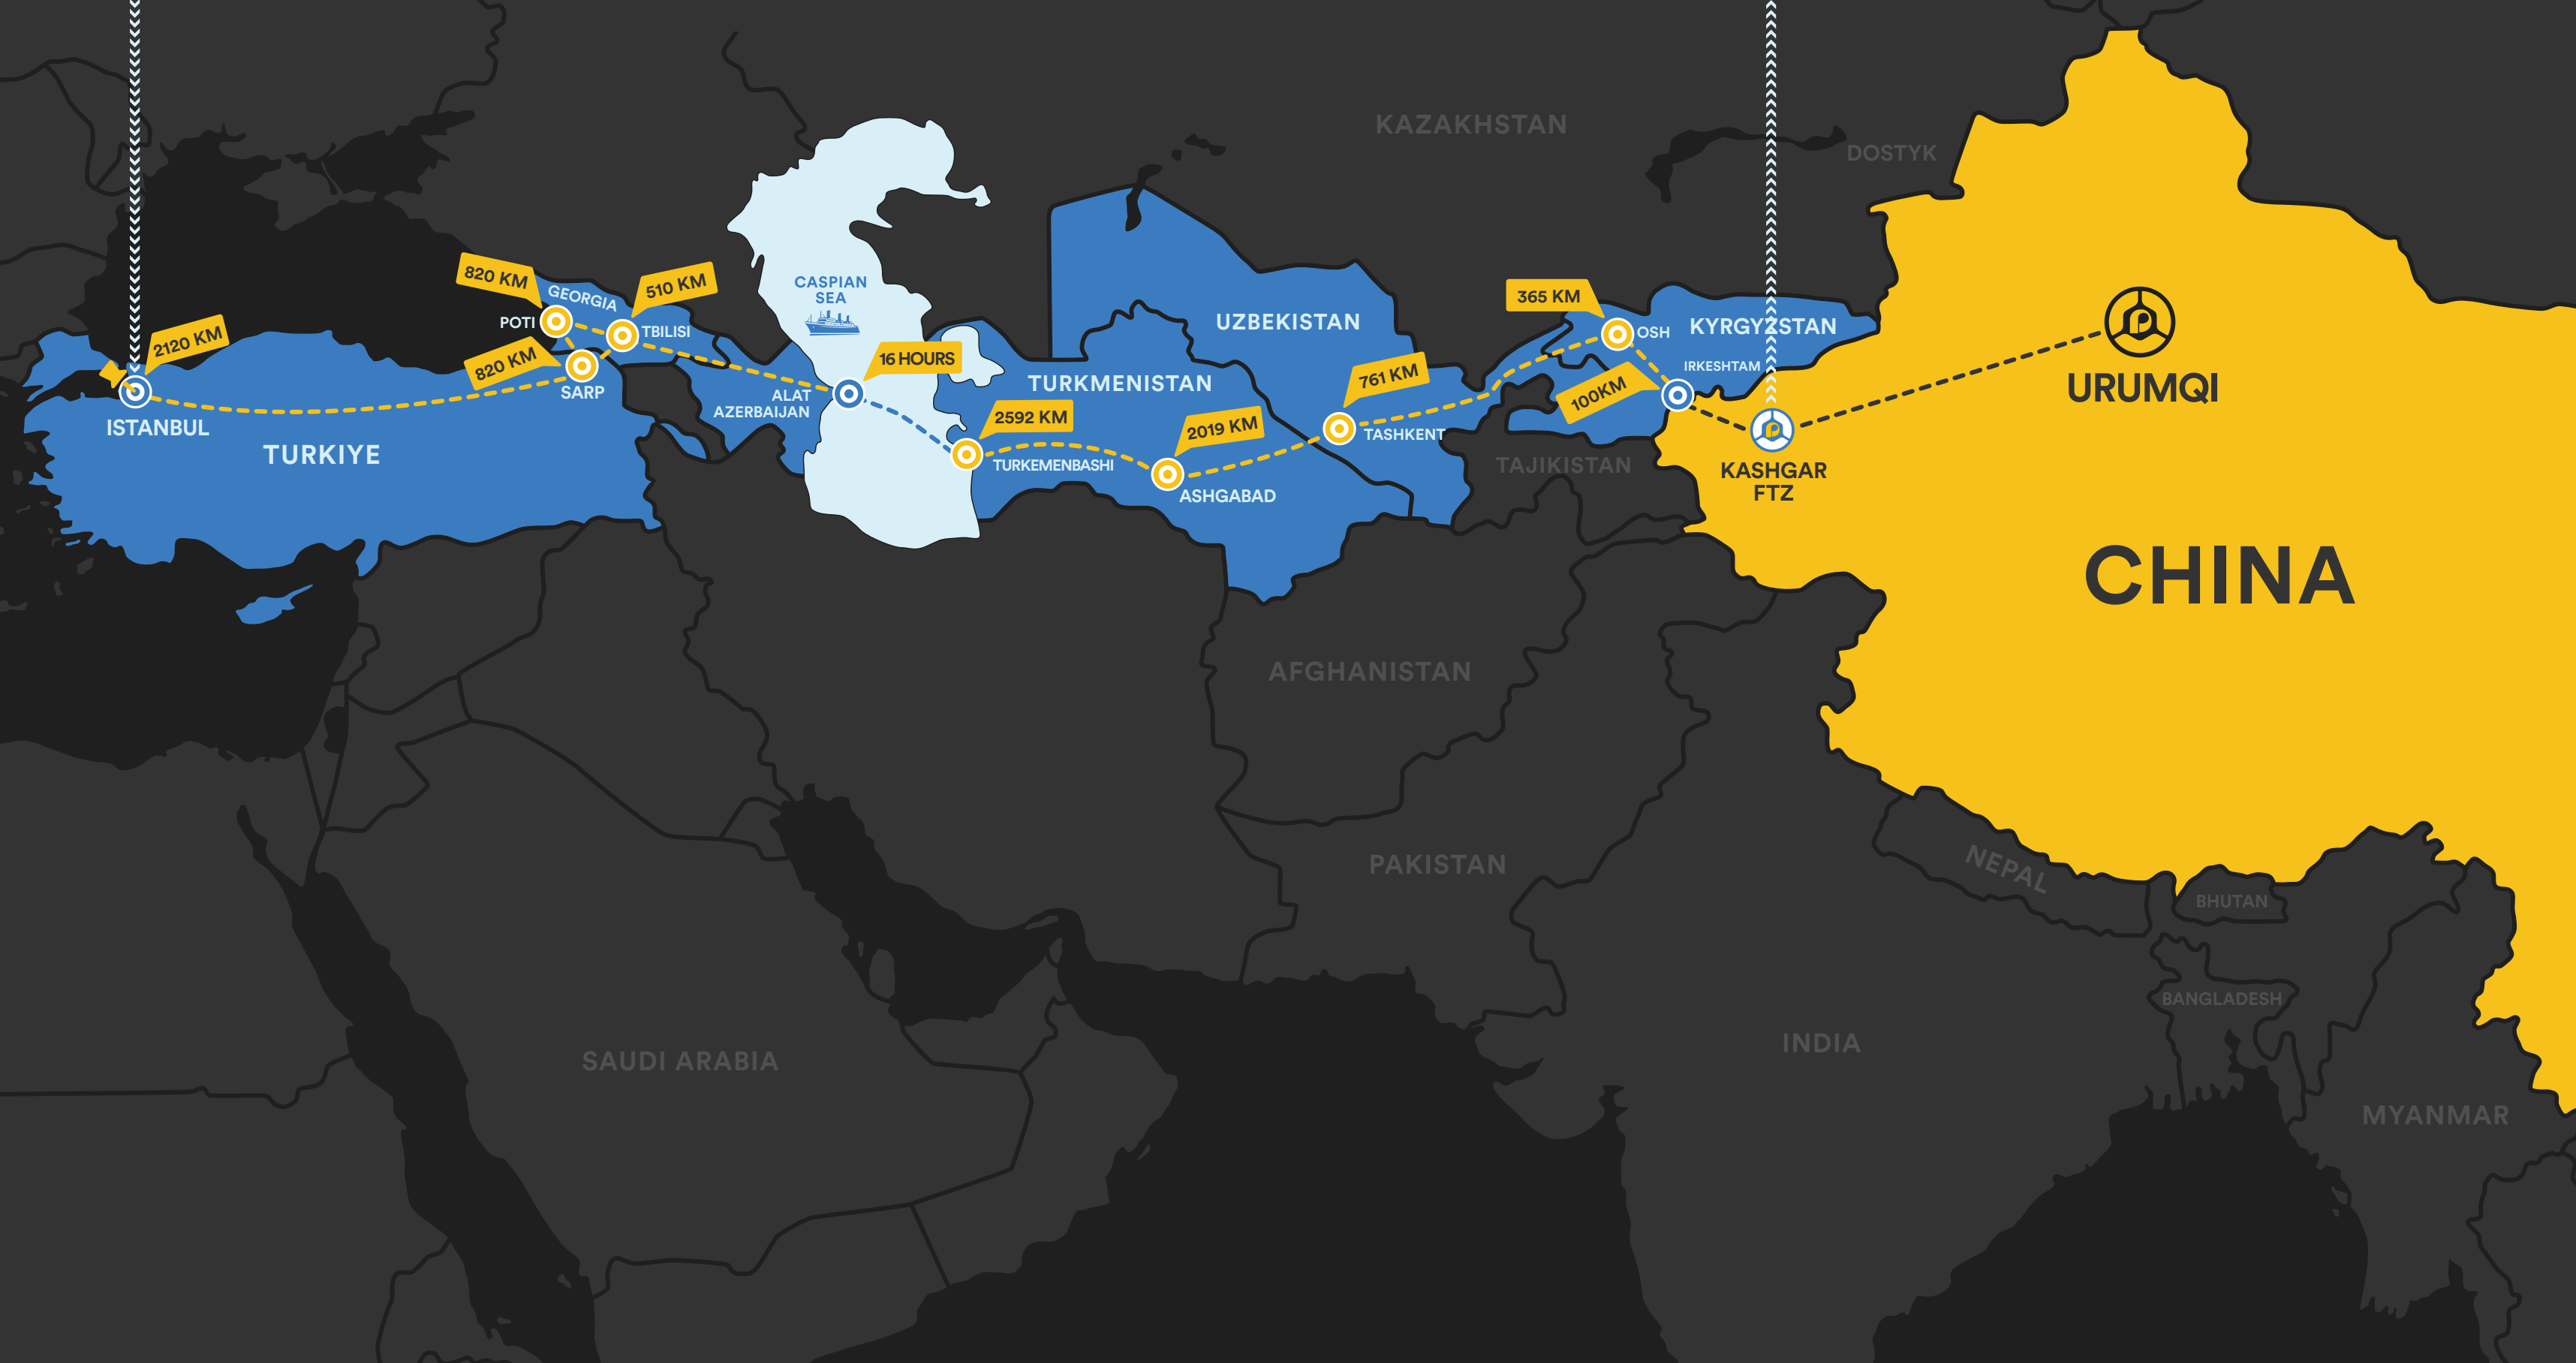 KAZAKHSTAN
DOSTYK
820 KM
GEORGIA
510 KM
CASPIAN
SEA
365 KM
POTI
TBILISI
UZBEKISTAN
OSH
KYRGYZSTAN
2120 KM
820 KM
16 HOURS
IRKESHTAM
URUMQI
SARP
ALAT
AZERBAIJAN
TURKMENISTAN
761 KM
100KM
ISTANBUL
2592 KM
2019 KM
TASHKENT
TURKIYE
TURKEMENBASHI
TAJIKISTAN
KASHGAR
FTZ
ASHGABAD
CHINA
AFGHANISTAN
PAKISTAN
NEPAL
BHUTAN
BANGLADESH
SAUDI ARABIA
INDIA
MYANMAR